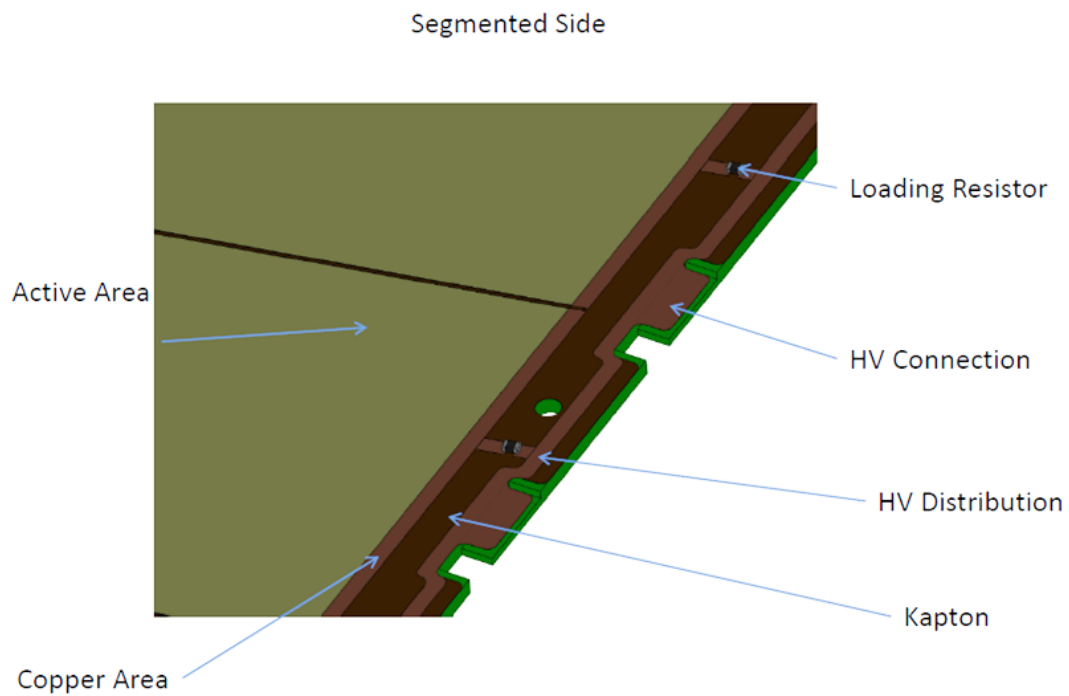 Segmented Side
Loading Resistor
Active Area
HV Connection
HV Distribution
Kapton
Copper Area